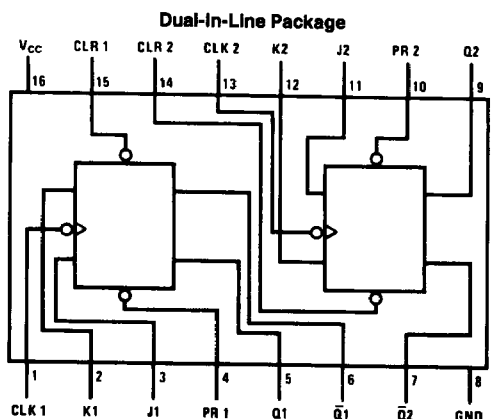 Dual-In-Line Package
VCC CLR 1 CLR 2 CLK 2 K2 J2 PR 2 Q2
16 15 14 13 12 11 10 9
1 2 3 4 5 6 7 8
CLK 1 K1 J1 PR 1 Q1 Q̅1 Q̅2 GND